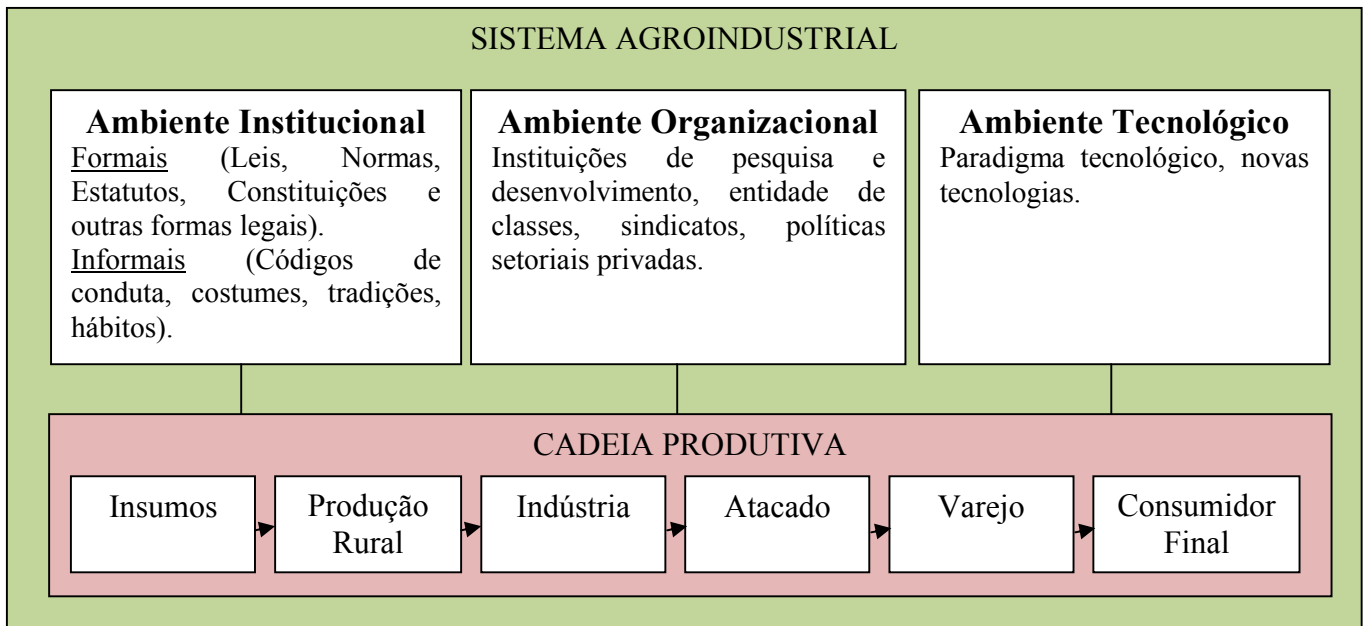 SISTEMA AGROINDUSTRIAL
Ambiente Institucional
Formais (Leis, Normas,
Estatutos, Constituições e
outras formas legais).
Informais (Códigos de
conduta, costumes, tradições,
hábitos).
Ambiente Organizacional
Instituições de pesquisa e
desenvolvimento, entidade de
classes, sindicatos, políticas
setoriais privadas.
Ambiente Tecnológico
Paradigma tecnológico, novas
tecnologias.
CADEIA PRODUTIVA
Insumos
Produção
Rural
Indústria
Atacado
Varejo
Consumidor
Final